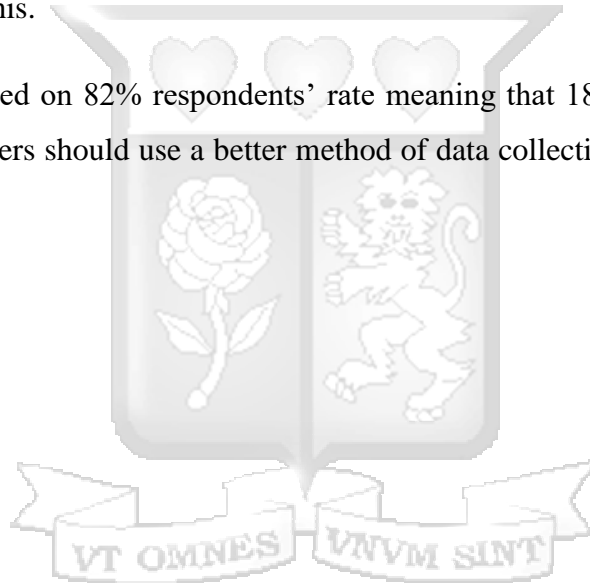 nis.
ed on 82% respondents’ rate meaning that 18
ers should use a better method of data collecti
VT OMNES VNVM SINT